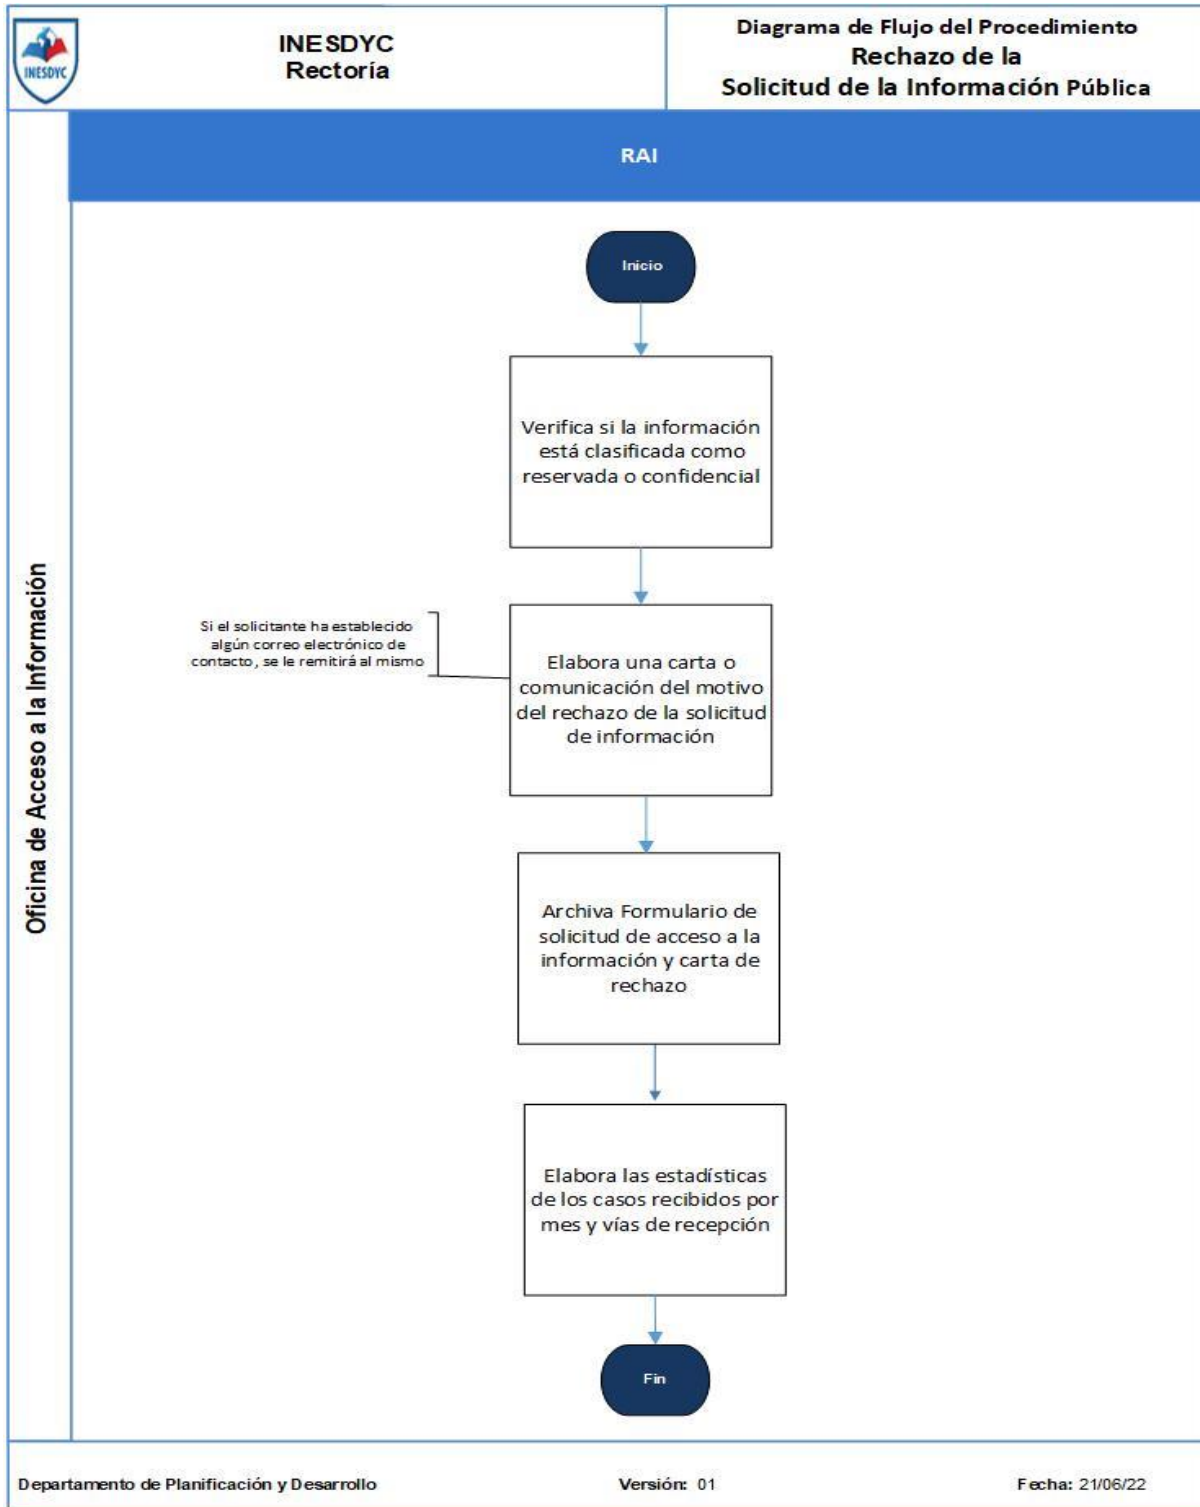 INESDYC
INESDYC
Rectoría
Diagrama de Flujo del Procedimiento
Rechazo de la
Solicitud de la Información Pública
RAI
Oficina de Acceso a la Información
Inicio
Verifica si la información
está clasificada como
reservada o confidencial
Si el solicitante ha establecido
algún correo electrónico de
contacto, se le remitirá al mismo
Elabora una carta o
comunicación del motivo
del rechazo de la solicitud
de información
Archiva Formulario de
solicitud de acceso a la
información y carta de
rechazo
Elabora las estadísticas
de los casos recibidos por
mes y vías de recepción
Fin
Departamento de Planificación y Desarrollo
Versión: 01
Fecha: 21/06/22